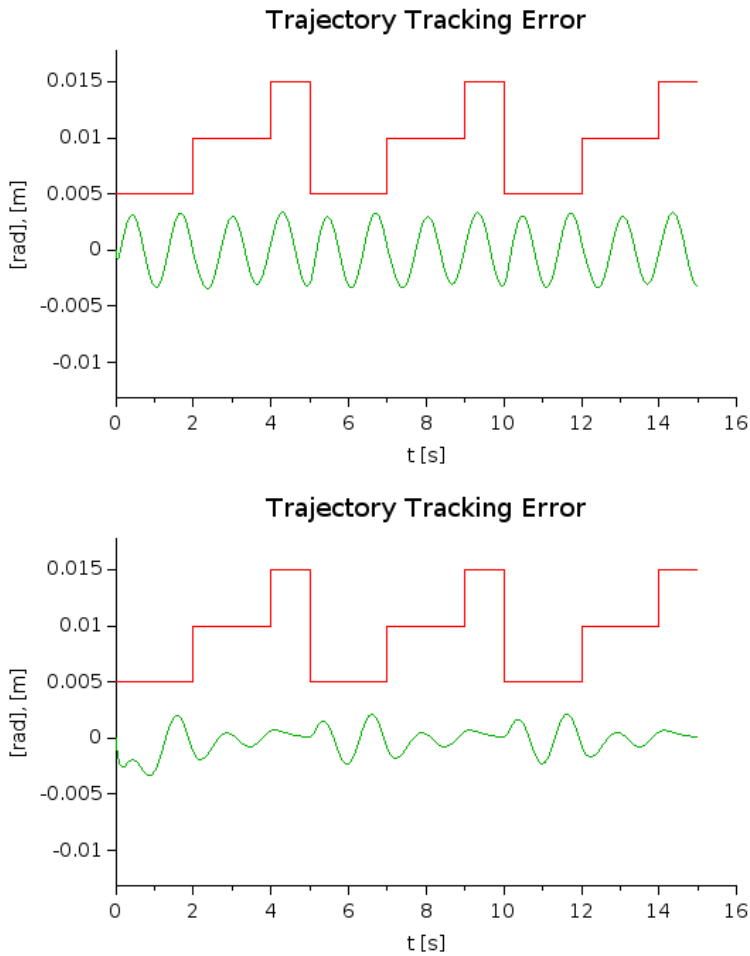 Trajectory Tracking Error
0.015
0.01
0.005
0
-0.005
-0.01
[rad], [m]
0 2 4 6 8 10 12 14 16
t [s]
Trajectory Tracking Error
0.015
0.01
0.005
0
-0.005
-0.01
[rad], [m]
0 2 4 6 8 10 12 14 16
t [s]